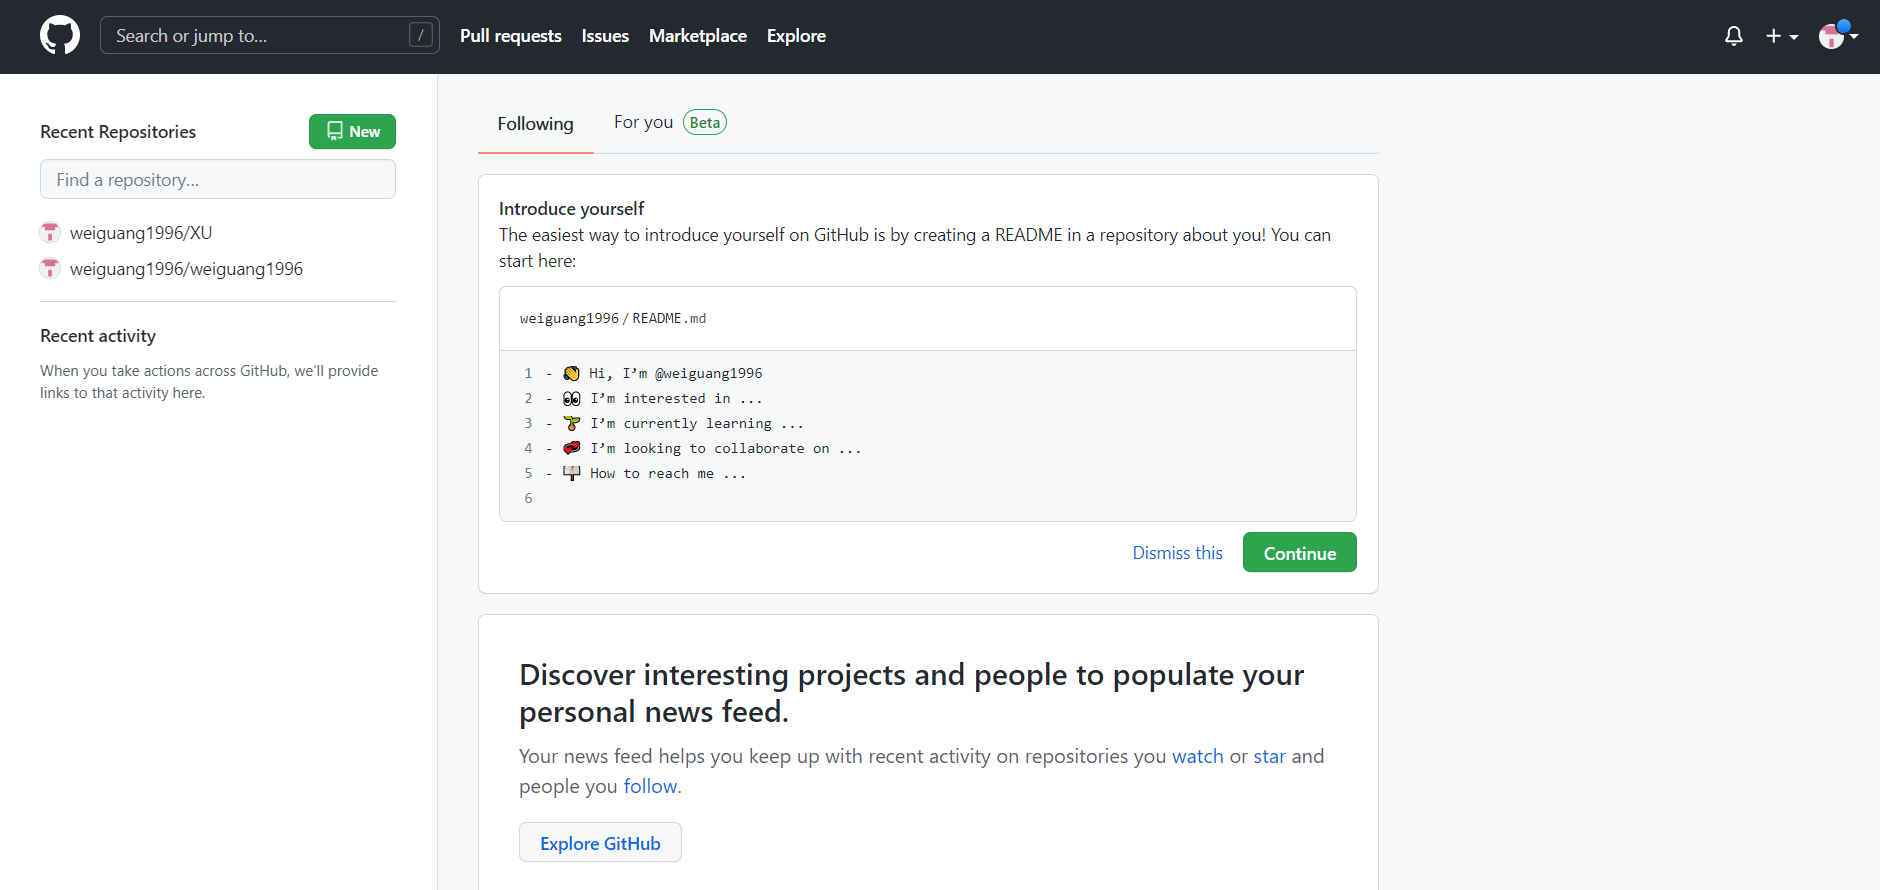 Search or jump to...
/
Pull requests
Issues
Marketplace
Explore
Recent Repositories
New
Find a repository...
weiguang1996/XU
weiguang1996/weiguang1996
Recent activity
When you take actions across GitHub, we’ll provide
links to that activity here.
Following
For you
Beta
Introduce yourself
The easiest way to introduce yourself on GitHub is by creating a README in a repository about you! You can
start here:
weiguang1996/README.md
1 - 👋 Hi, I’m @weiguang1996
2 - 👀 I’m interested in ...
3 - 🌱 I’m currently learning ...
4 - 💞️ I’m looking to collaborate on ...
5 - 📫 How to reach me ...
6
Dismiss this
Continue
Discover interesting projects and people to populate your
personal news feed.
Your news feed helps you keep up with recent activity on repositories you watch or star and
people you follow.
Explore GitHub